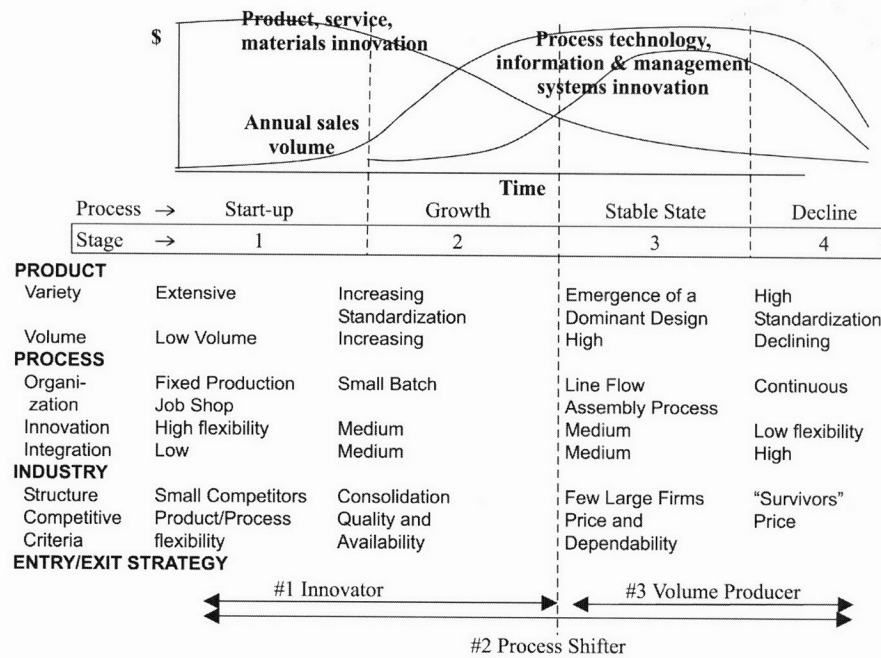 $
Product, service,
materials innovation
Process technology,
information & management
systems innovation
Annual sales
volume
Time
Process → Start-up Growth Stable State Decline
Stage → 1 2 3 4
PRODUCT
Variety Extensive Increasing Emergence of a High
Standardization Dominant Design Standardization
Volume Low Volume Increasing High Declining
PROCESS
Organi- Fixed Production Small Batch Line Flow Continuous
zation Job Shop Assembly Process
Innovation High flexibility Medium Medium Low flexibility
Integration Low Medium Medium High
INDUSTRY
Structure Small Competitors Consolidation Few Large Firms “Survivors”
Competitive Product/Process Quality and Price and Price
Criteria flexibility Availability Dependability
ENTRY/EXIT STRATEGY
#1 Innovator #3 Volume Producer
#2 Process Shifter